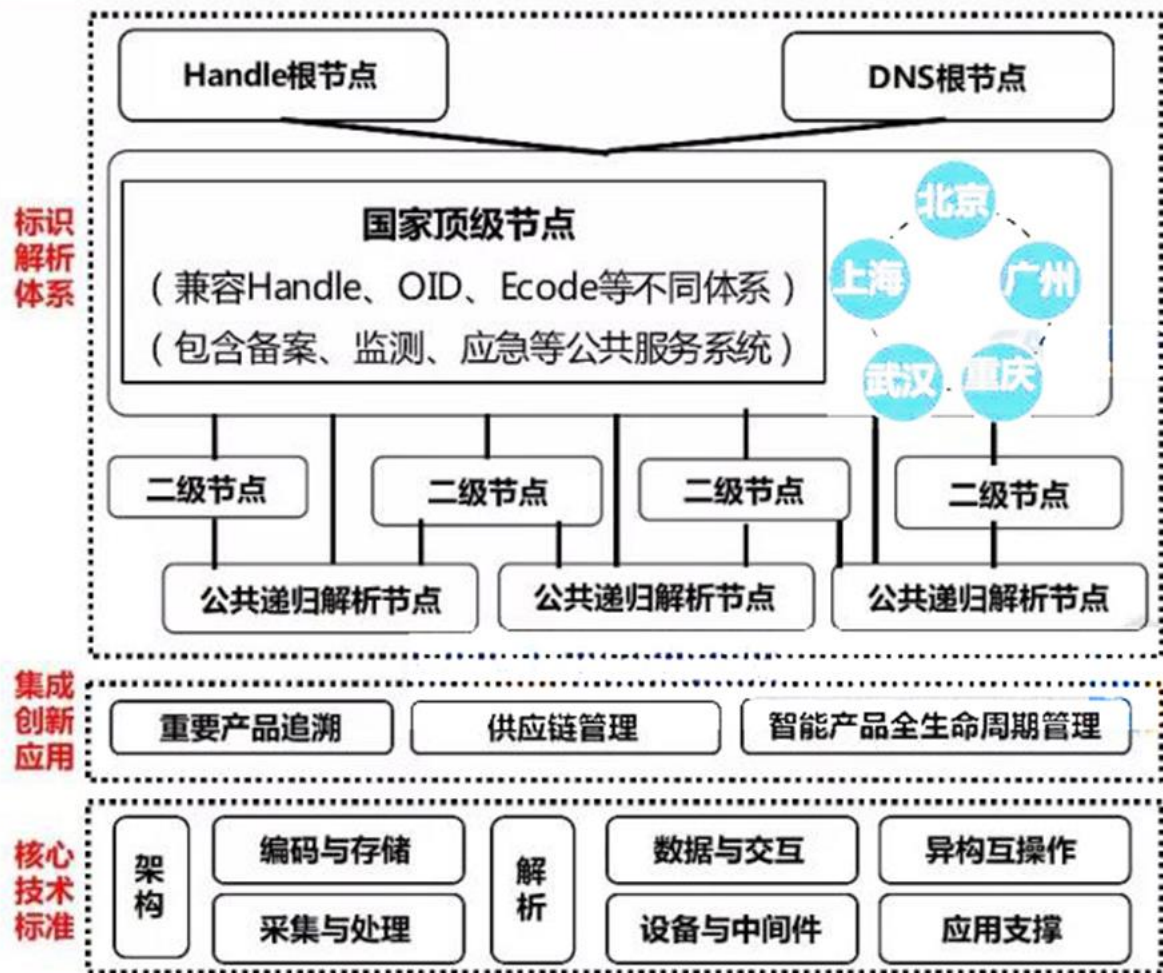 Handle根节点
DNS根节点
标识
解析
体系
国家顶级节点
（兼容Handle、OID、Ecode等不同体系）
（包含备案、监测、应急等公共服务系统）
北京
上海
广州
武汉
重庆
二级节点
二级节点
二级节点
二级节点
公共递归解析节点
公共递归解析节点
公共递归解析节点
集成
创新
应用
重要产品追溯
供应链管理
智能产品全生命周期管理
核心
技术
标准
架
构
编码与存储
采集与处理
解
析
数据与交互
异构互操作
设备与中间件
应用支撑